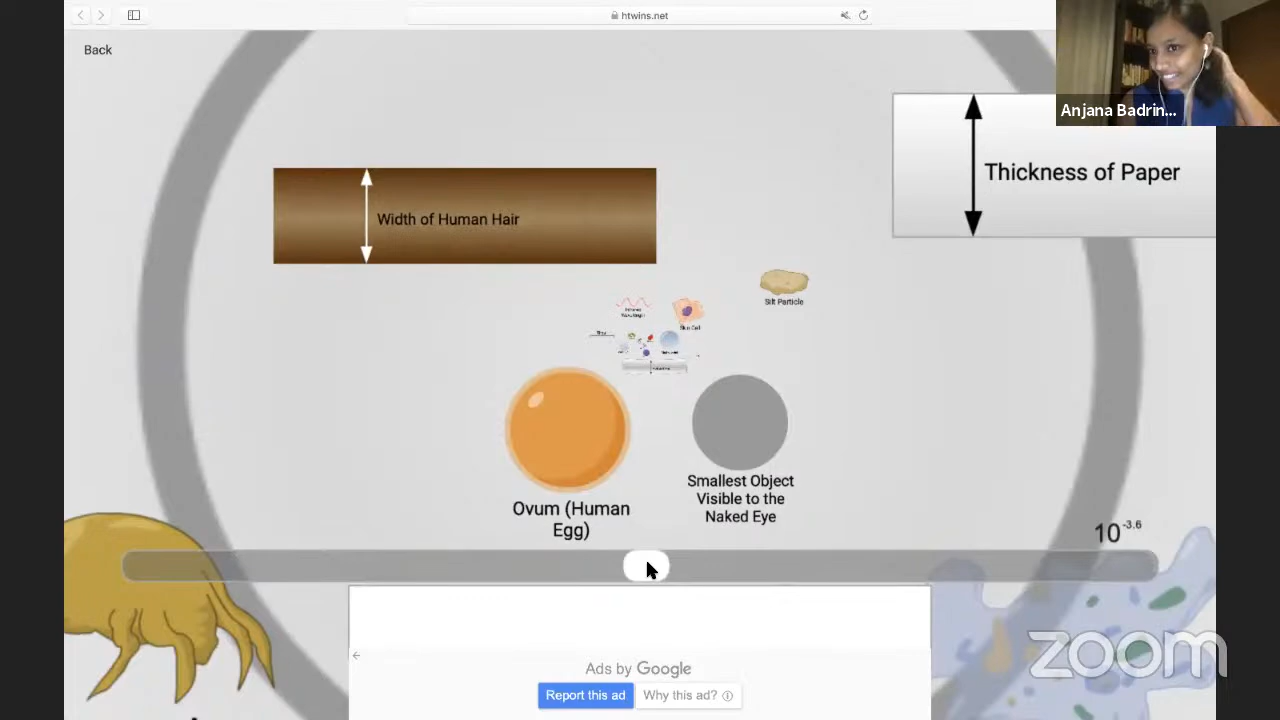 htwins.net
Back
Anjana Badrin...
Thickness of Paper
Width of Human Hair
Silt Particle
Skin Cell
Ovum (Human
Egg)
Smallest Object
Visible to the
Naked Eye
10-3.6
Ads by Google
Report this ad
Why this ad?
zoom